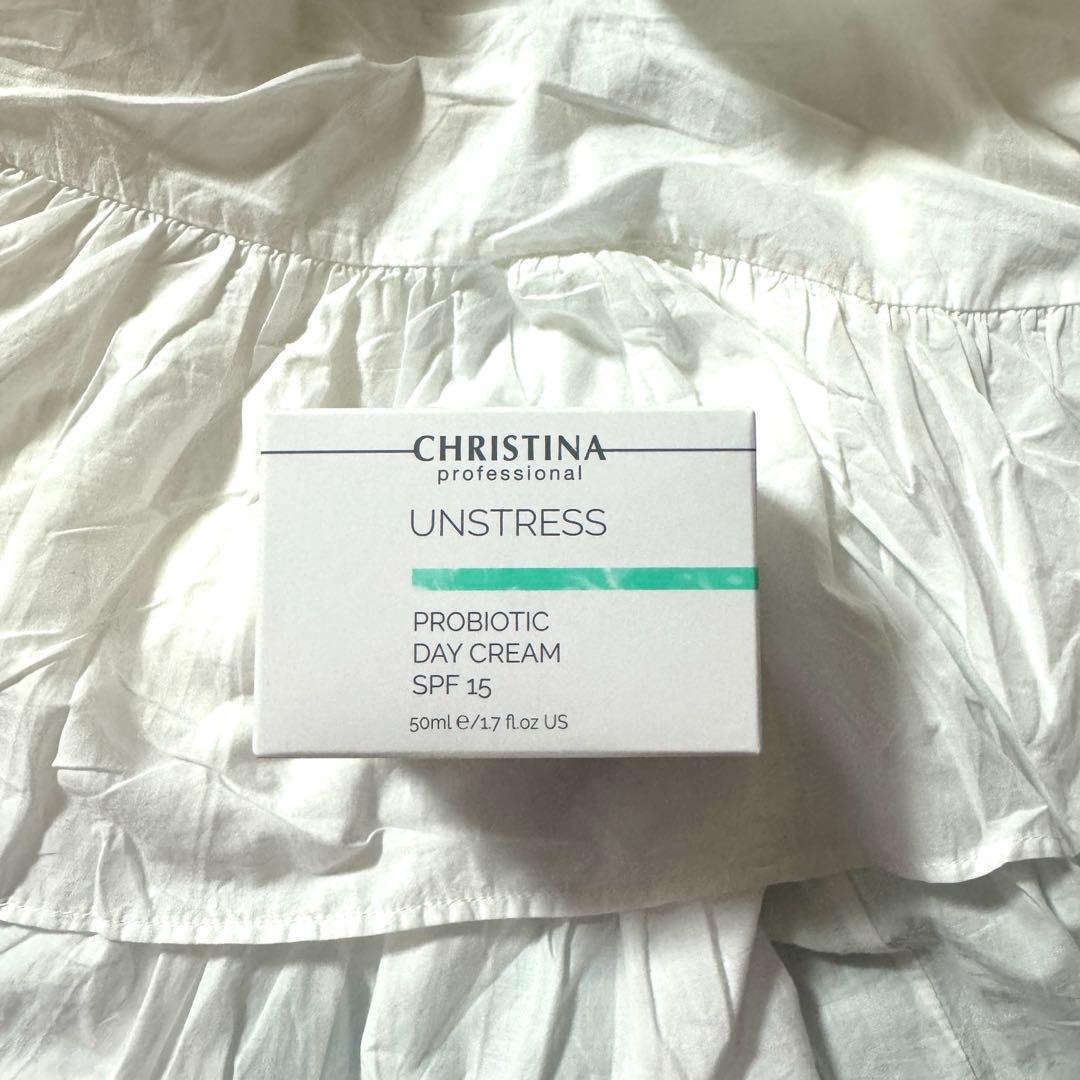 CHRISTINA
professional
UNSTRESS
PROBIOTIC
DAY CREAM
SPF 15
50ml ℮/1.7 fl.oz US